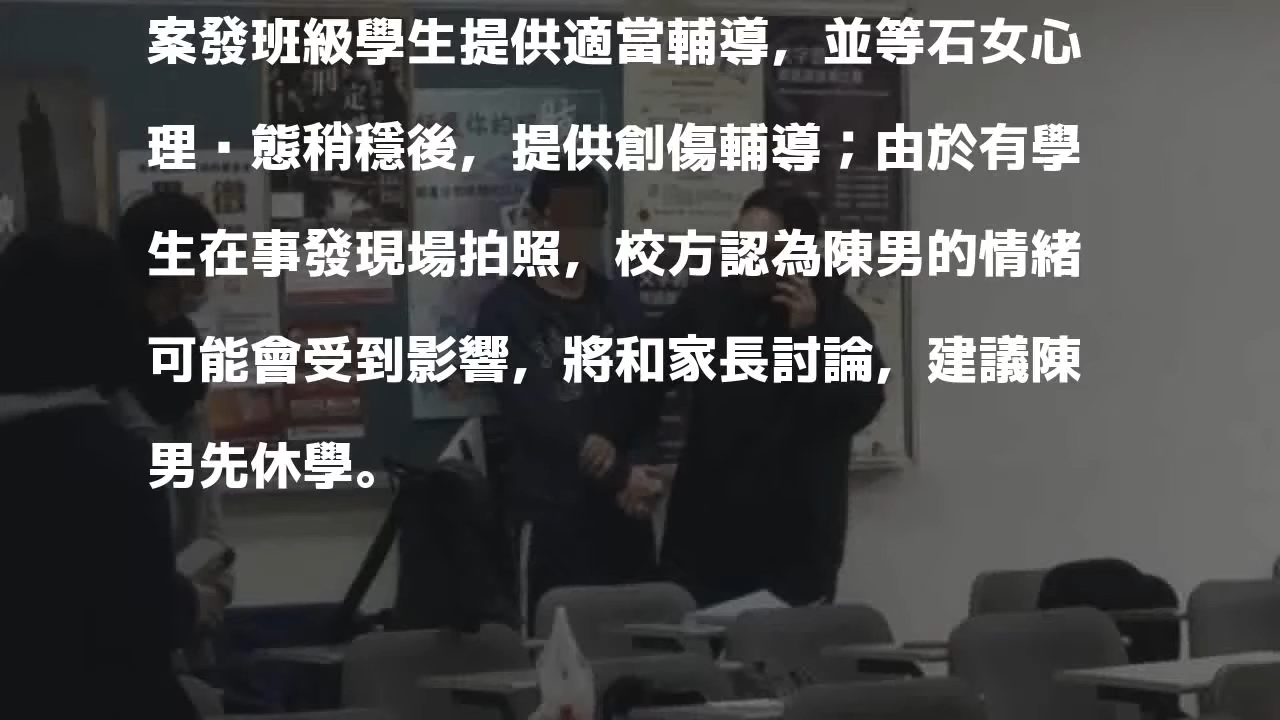 案發班級學生提供適當輔導，並等石女心
理·態稍穩後，提供創傷輔導；由於有學
生在事發現場拍照，校方認為陳男的情緒
可能會受到影響，將和家長討論，建議陳
男先休學。